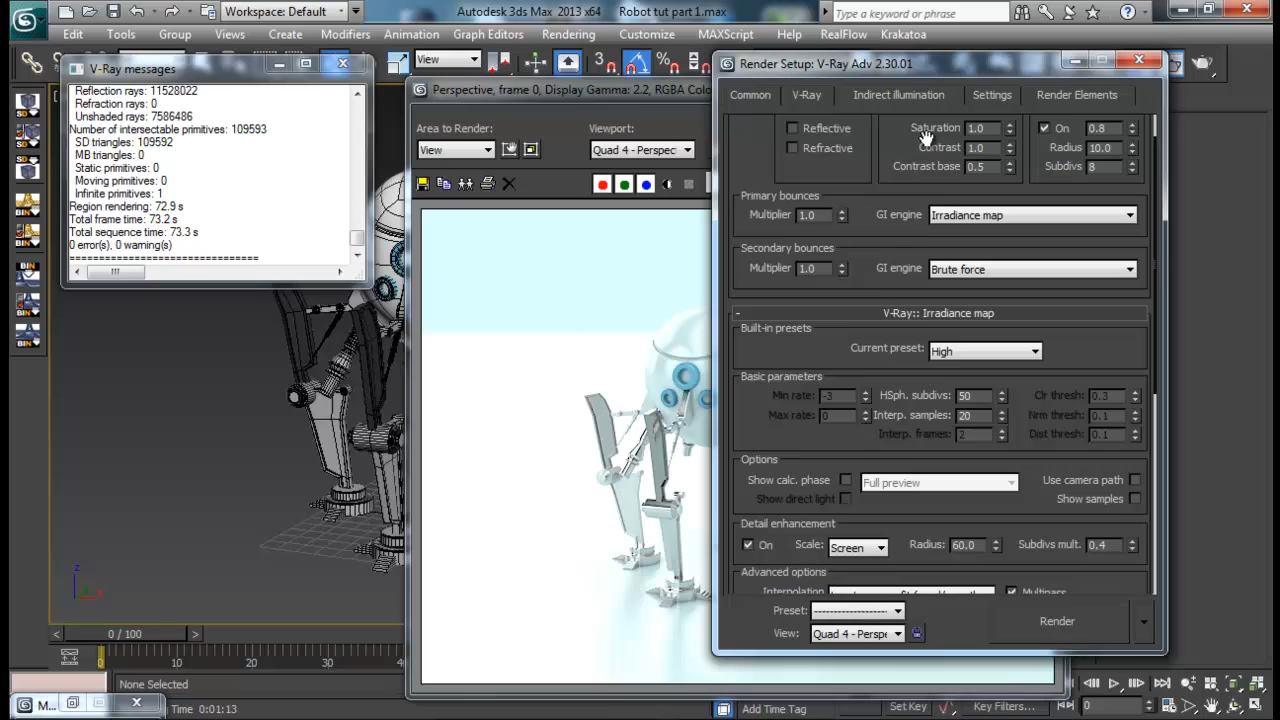 Workspace: Default
Autodesk 3ds Max 2013 x64 Robot tut part 1.max
Type a keyword or phrase
Edit Tools Group Views Create Modifiers Animation Graph Editors Rendering Customize MAXScript Help RealFlow Krakatoa
View
V-Ray messages
Reflection rays: 11528022
Refraction rays: 0
Unshaded rays: 7586486
Number of intersectable primitives: 109593
SD triangles: 109592
MB triangles: 0
Static primitives: 0
Moving primitives: 0
Infinite primitives: 1
Region rendering: 72.9 s
Total frame time: 73.2 s
Total sequence time: 73.3 s
0 error(s), 0 warning(s)
==============================
Perspective, frame 0, Display Gamma: 2.2, RGBA Colo
Area to Render:
Viewport:
View
Quad 4 - Perspec
Render Setup: V-Ray Adv 2.30.01
Common V-Ray Indirect illumination Settings Render Elements
Reflective Saturation 1.0 On 0.8
Refractive Contrast 1.0 Radius 10.0
Contrast base 0.5 Subdivs 8
Primary bounces
Multiplier 1.0 GI engine Irradiance map
Secondary bounces
Multiplier 1.0 GI engine Brute force
- V-Ray:: Irradiance map
Built-in presets
Current preset: High
Basic parameters
Min rate: -3 HSph. subdivs: 50 Clr thresh: 0.3
Max rate: 0 Interp. samples: 20 Nrm thresh: 0.1
Interp. frames: 2 Dist thresh: 0.1
Options
Show calc. phase Full preview Use camera path
Show direct light Show samples
Detail enhancement
On Scale: Screen Radius: 60.0 Subdivs mult. 0.4
Advanced options
Interpolation Multipass
Preset: --------------------
View: Quad 4 - Perspe
Render
SD
SD
SD
BIN
BIN
BIN
z
x
0 / 100
0 10 20 30 40
None Selected
M...
Time: 0:01:13
Add Time Tag
Set Key
Key Filters...
0